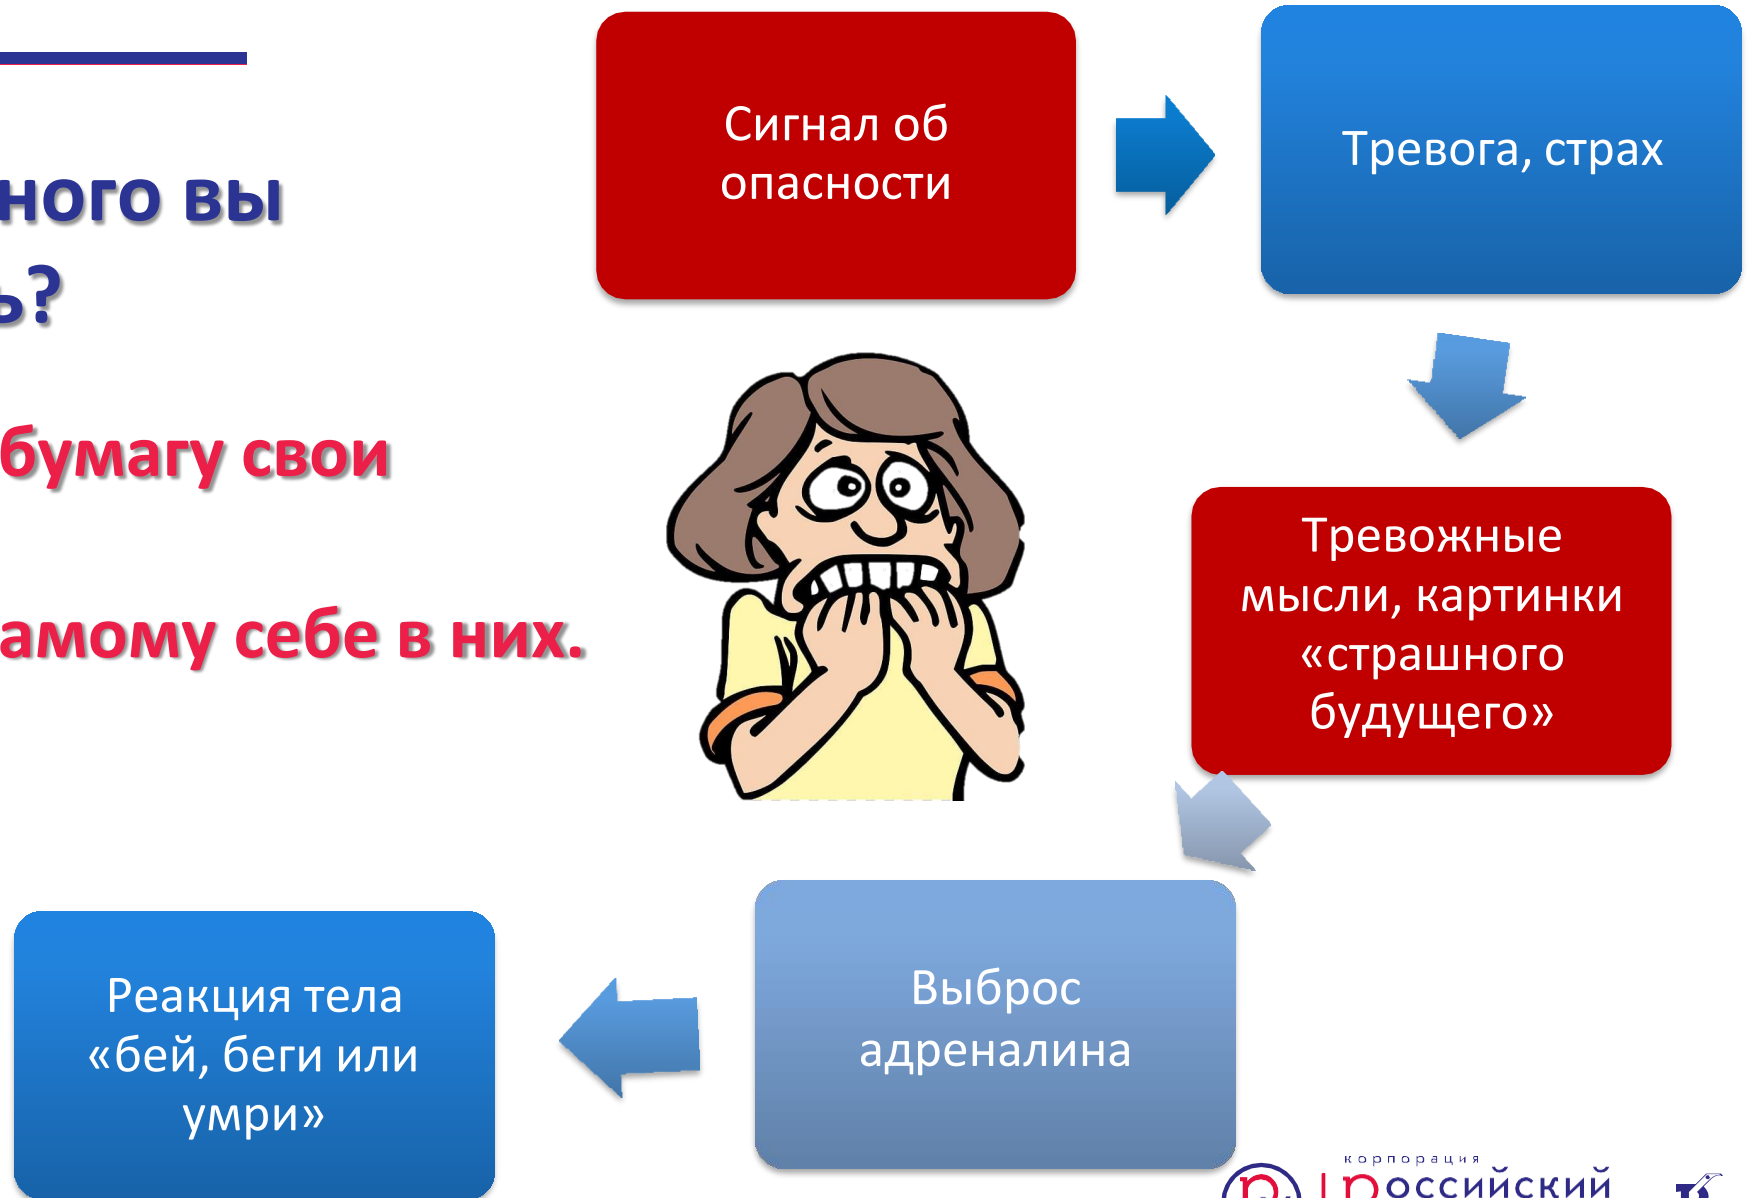 ного вы
ь?
бумагу свои
амому себе в них.
Сигнал об
опасности
Тревога, страх
Тревожные
мысли, картинки
«страшного
будущего»
Выброс
адреналина
Реакция тела
«бей, беги или
умри»
корпорация
российский